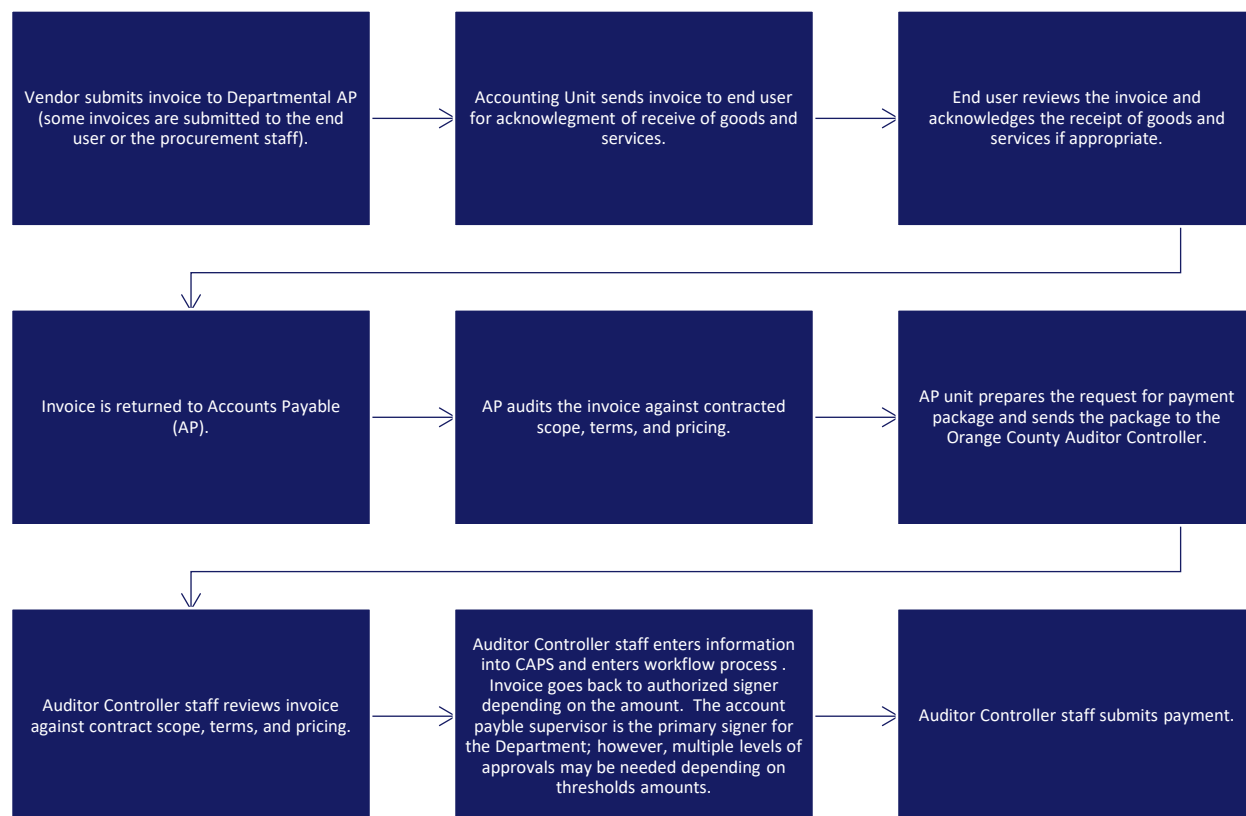 Vendor submits invoice to Departmental AP
(some invoices are submitted to the end
user or the procurement staff).
Accounting Unit sends invoice to end user
for acknowlegment of receive of goods and
services.
End user reviews the invoice and
acknowledges the receipt of goods and
services if appropriate.
Invoice is returned to Accounts Payable
(AP).
AP audits the invoice against contracted
scope, terms, and pricing.
AP unit prepares the request for payment
package and sends the package to the
Orange County Auditor Controller.
Auditor Controller staff reviews invoice
against contract scope, terms, and pricing.
Auditor Controller staff enters information
into CAPS and enters workflow process .
Invoice goes back to authorized signer
depending on the amount.  The account
payble supervisor is the primary signer for
the Department; however, multiple levels of
approvals may be needed depending on
thresholds amounts.
Auditor Controller staff submits payment.